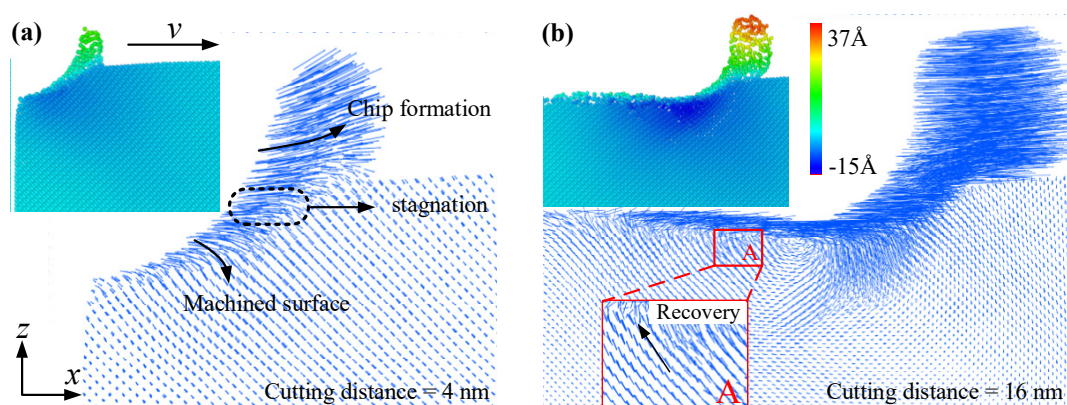 (a)
v
Chip formation
stagnation
Machined surface
z
x
Cutting distance = 4 nm
(b)
37Å
-15Å
A
Recovery
A
Cutting distance = 16 nm